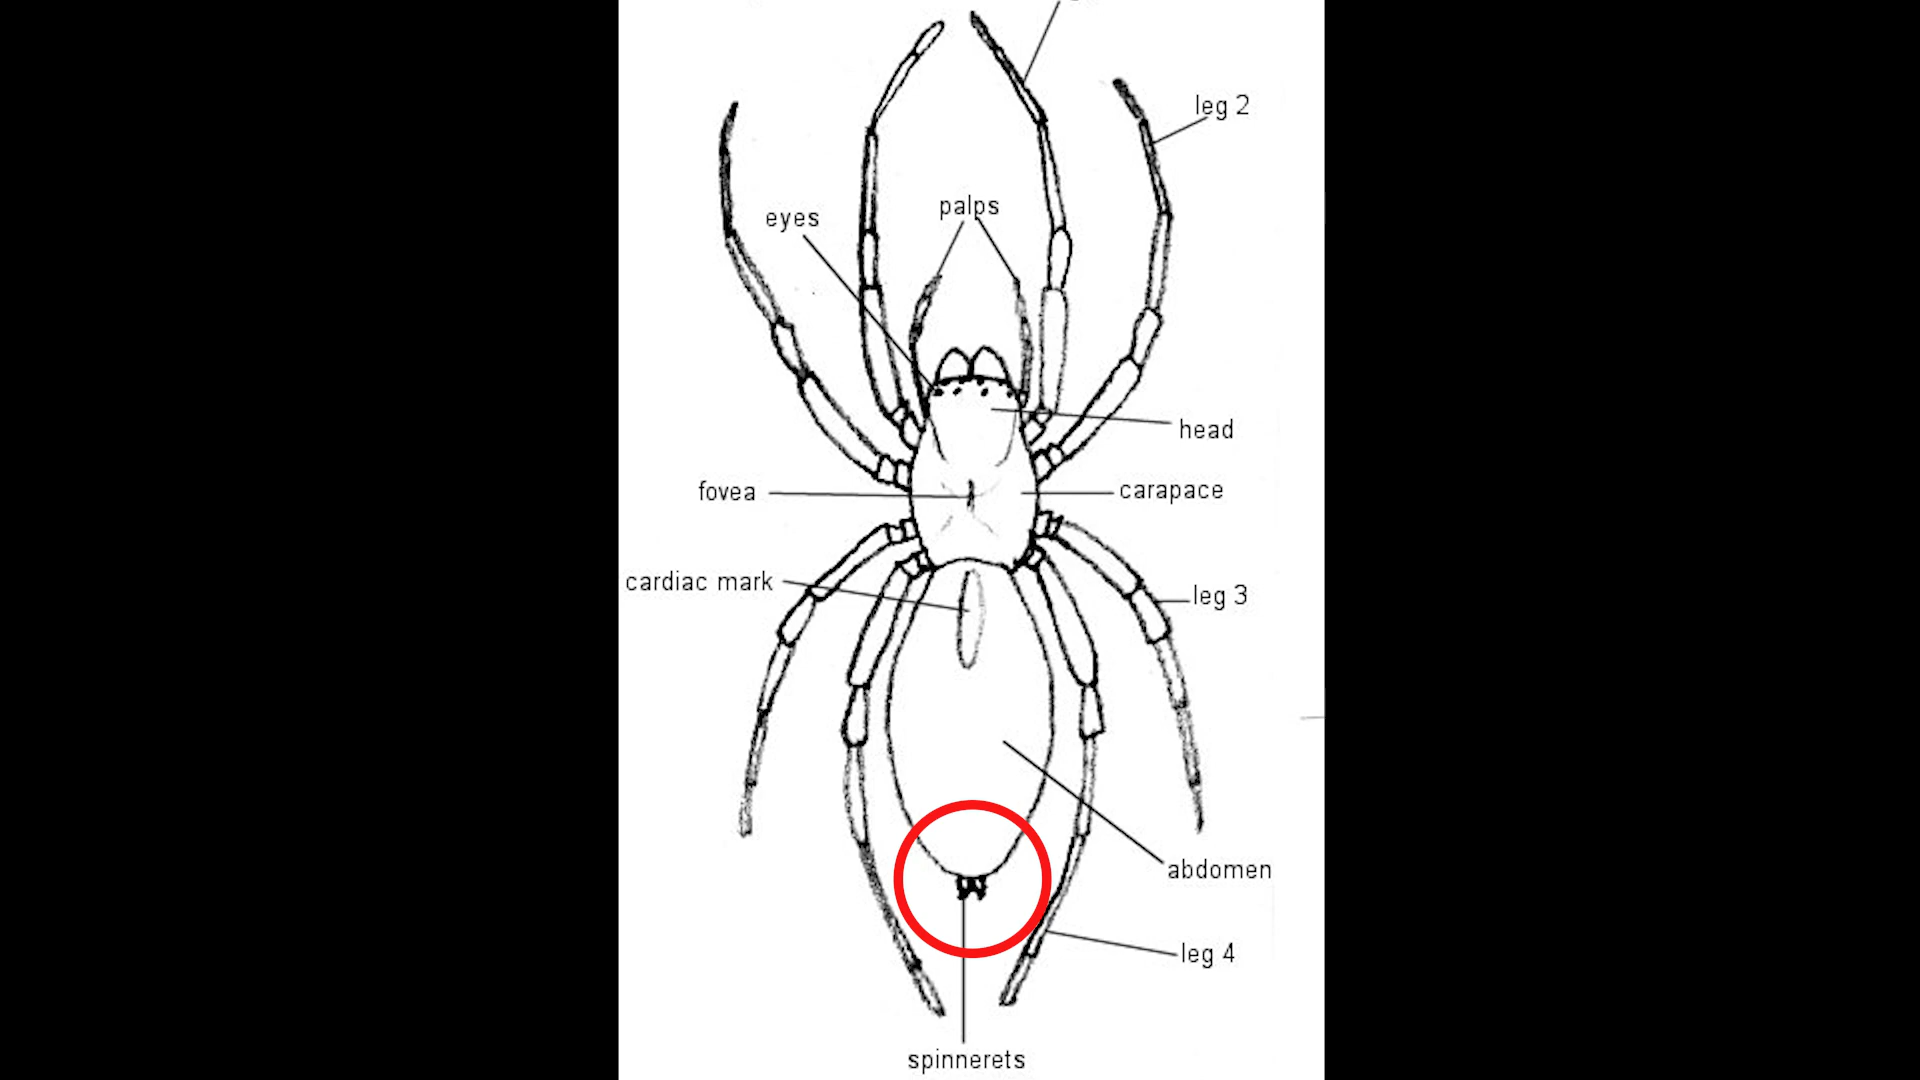 leg 2
palps
eyes
head
carapace
fovea
cardiac mark
leg 3
abdomen
leg 4
spinnerets